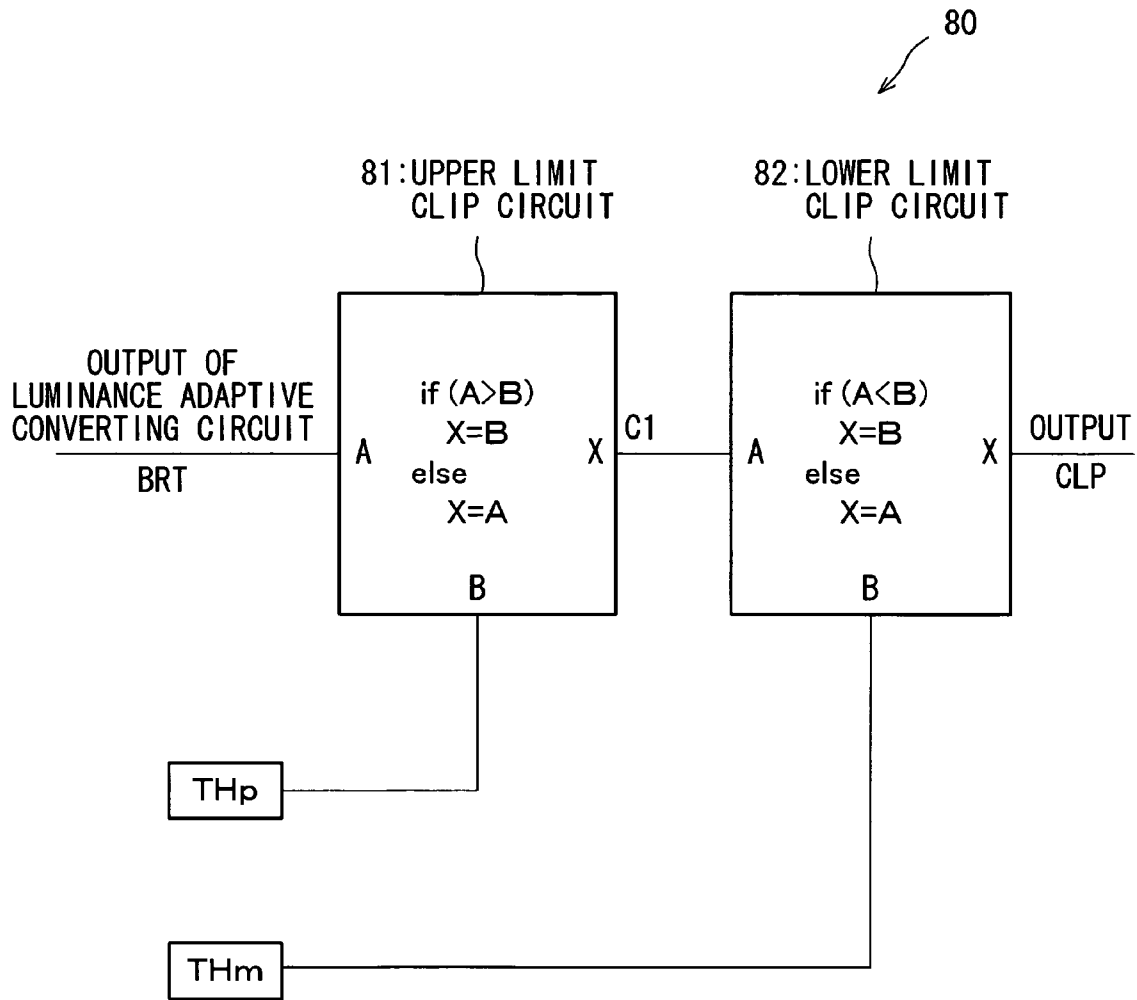 80
81:UPPER LIMIT
CLIP CIRCUIT
82:LOWER LIMIT
CLIP CIRCUIT
OUTPUT OF
LUMINANCE ADAPTIVE
CONVERTING CIRCUIT
BRT
A
if (A>B)
X=B
else
X=A
X
B
C1
A
if (A<B)
X=B
else
X=A
X
B
OUTPUT
CLP
THp
THm